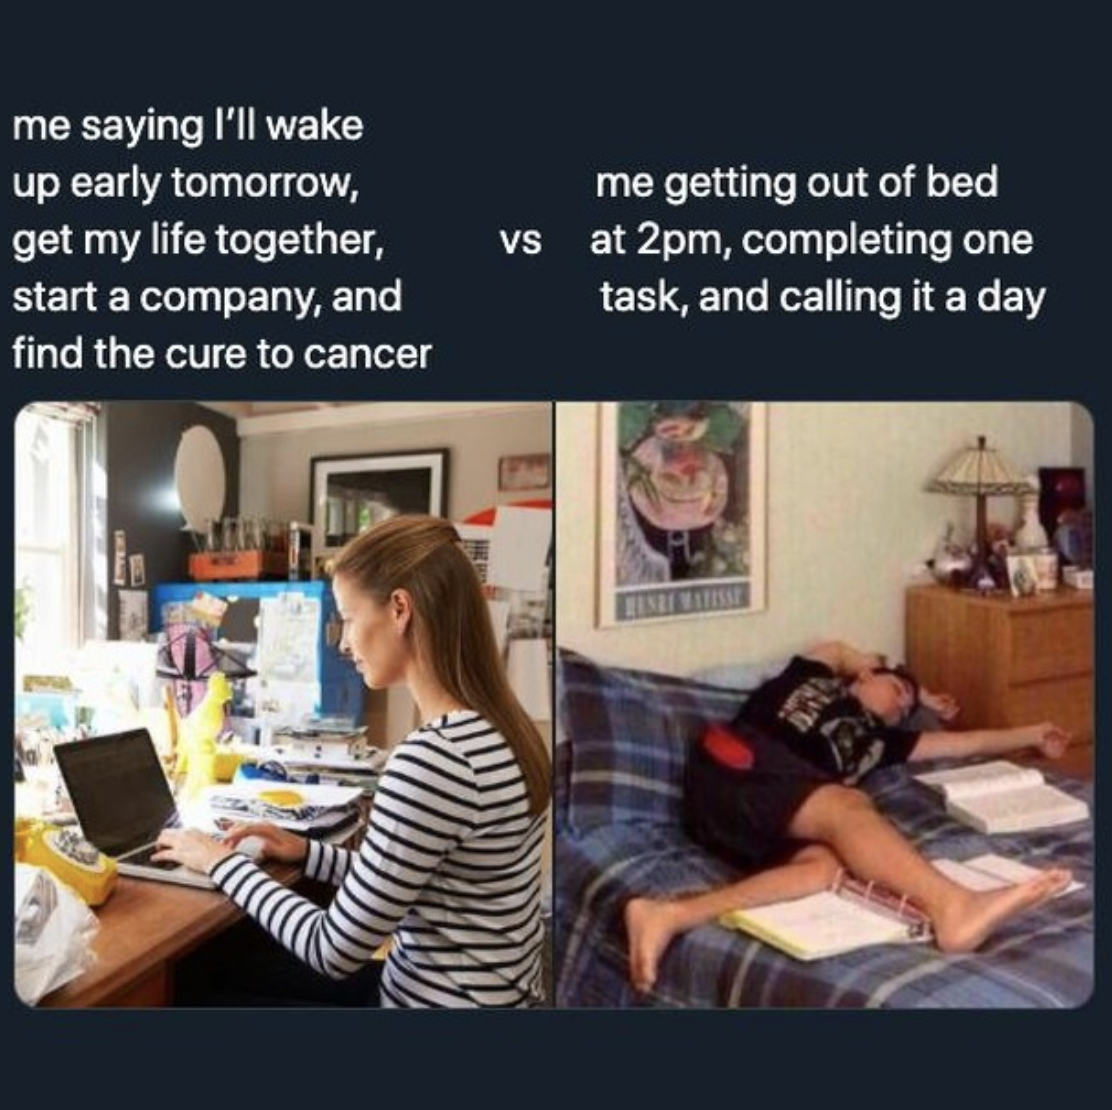 me saying I'll wake
up early tomorrow,
get my life together,
start a company, and
find the cure to cancer
vs
me getting out of bed
at 2pm, completing one
task, and calling it a day
HENRI MATISSE